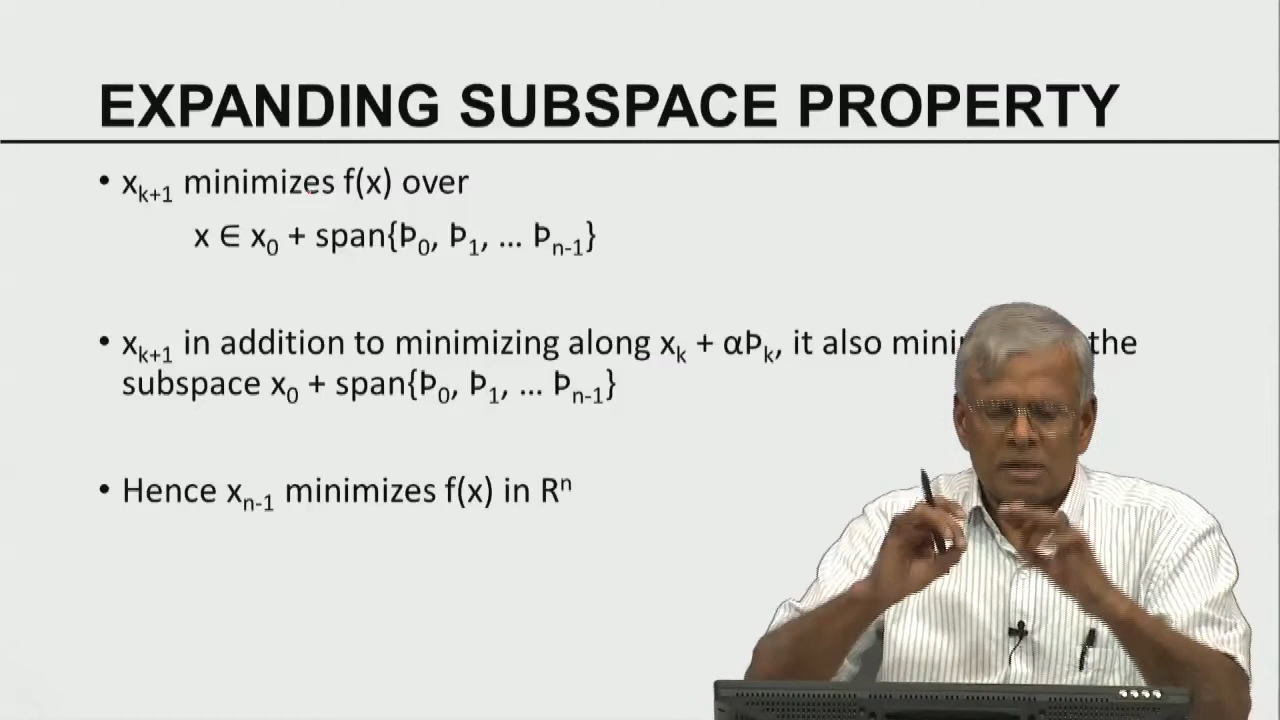 EXPANDING SUBSPACE PROPERTY
• xₖ₊₁ minimizes f(x) over
x ∈ x₀ + span{Þ₀, Þ₁, ... Þₙ₋₁}
• xₖ₊₁ in addition to minimizing along xₖ + αÞₖ, it also the
subspace x₀ + span{Þ₀, Þ₁, ... Þₙ₋₁}
• Hence xₙ₋₁ minimizes f(x) in Rⁿ